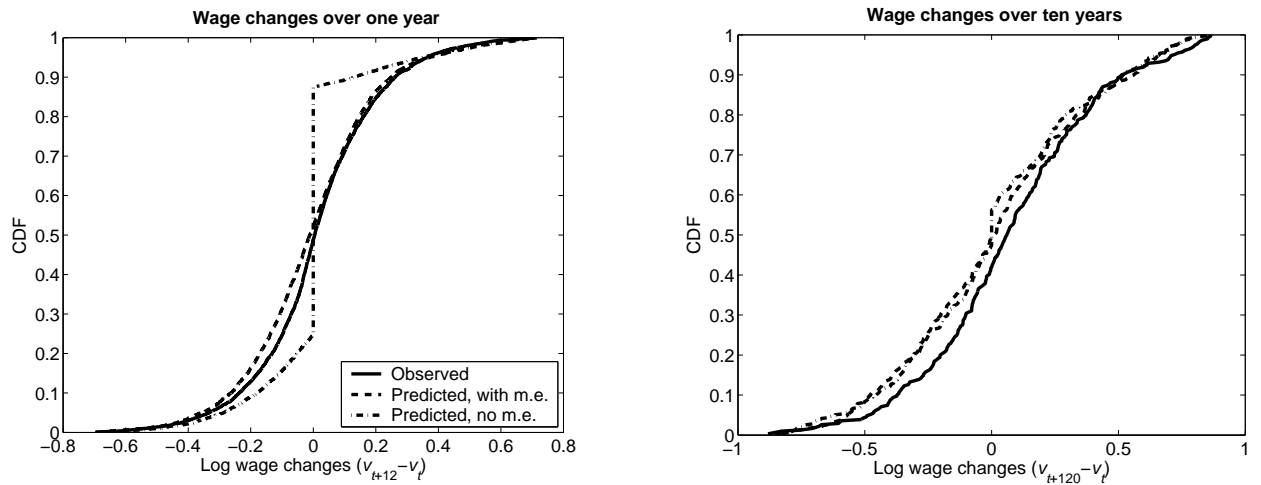 Wage changes over one year
1
0.9
0.8
0.7
0.6
0.5
0.4
0.3
0.2
0.1
0
CDF
−0.8 −0.6 −0.4 −0.2 0 0.2 0.4 0.6 0.8
Log wage changes (v_{t+12}−v_t)
Observed
Predicted, with m.e.
Predicted, no m.e.
Wage changes over ten years
1
0.9
0.8
0.7
0.6
0.5
0.4
0.3
0.2
0.1
0
CDF
−1 −0.5 0 0.5 1
Log wage changes (v_{t+120}−v_t)